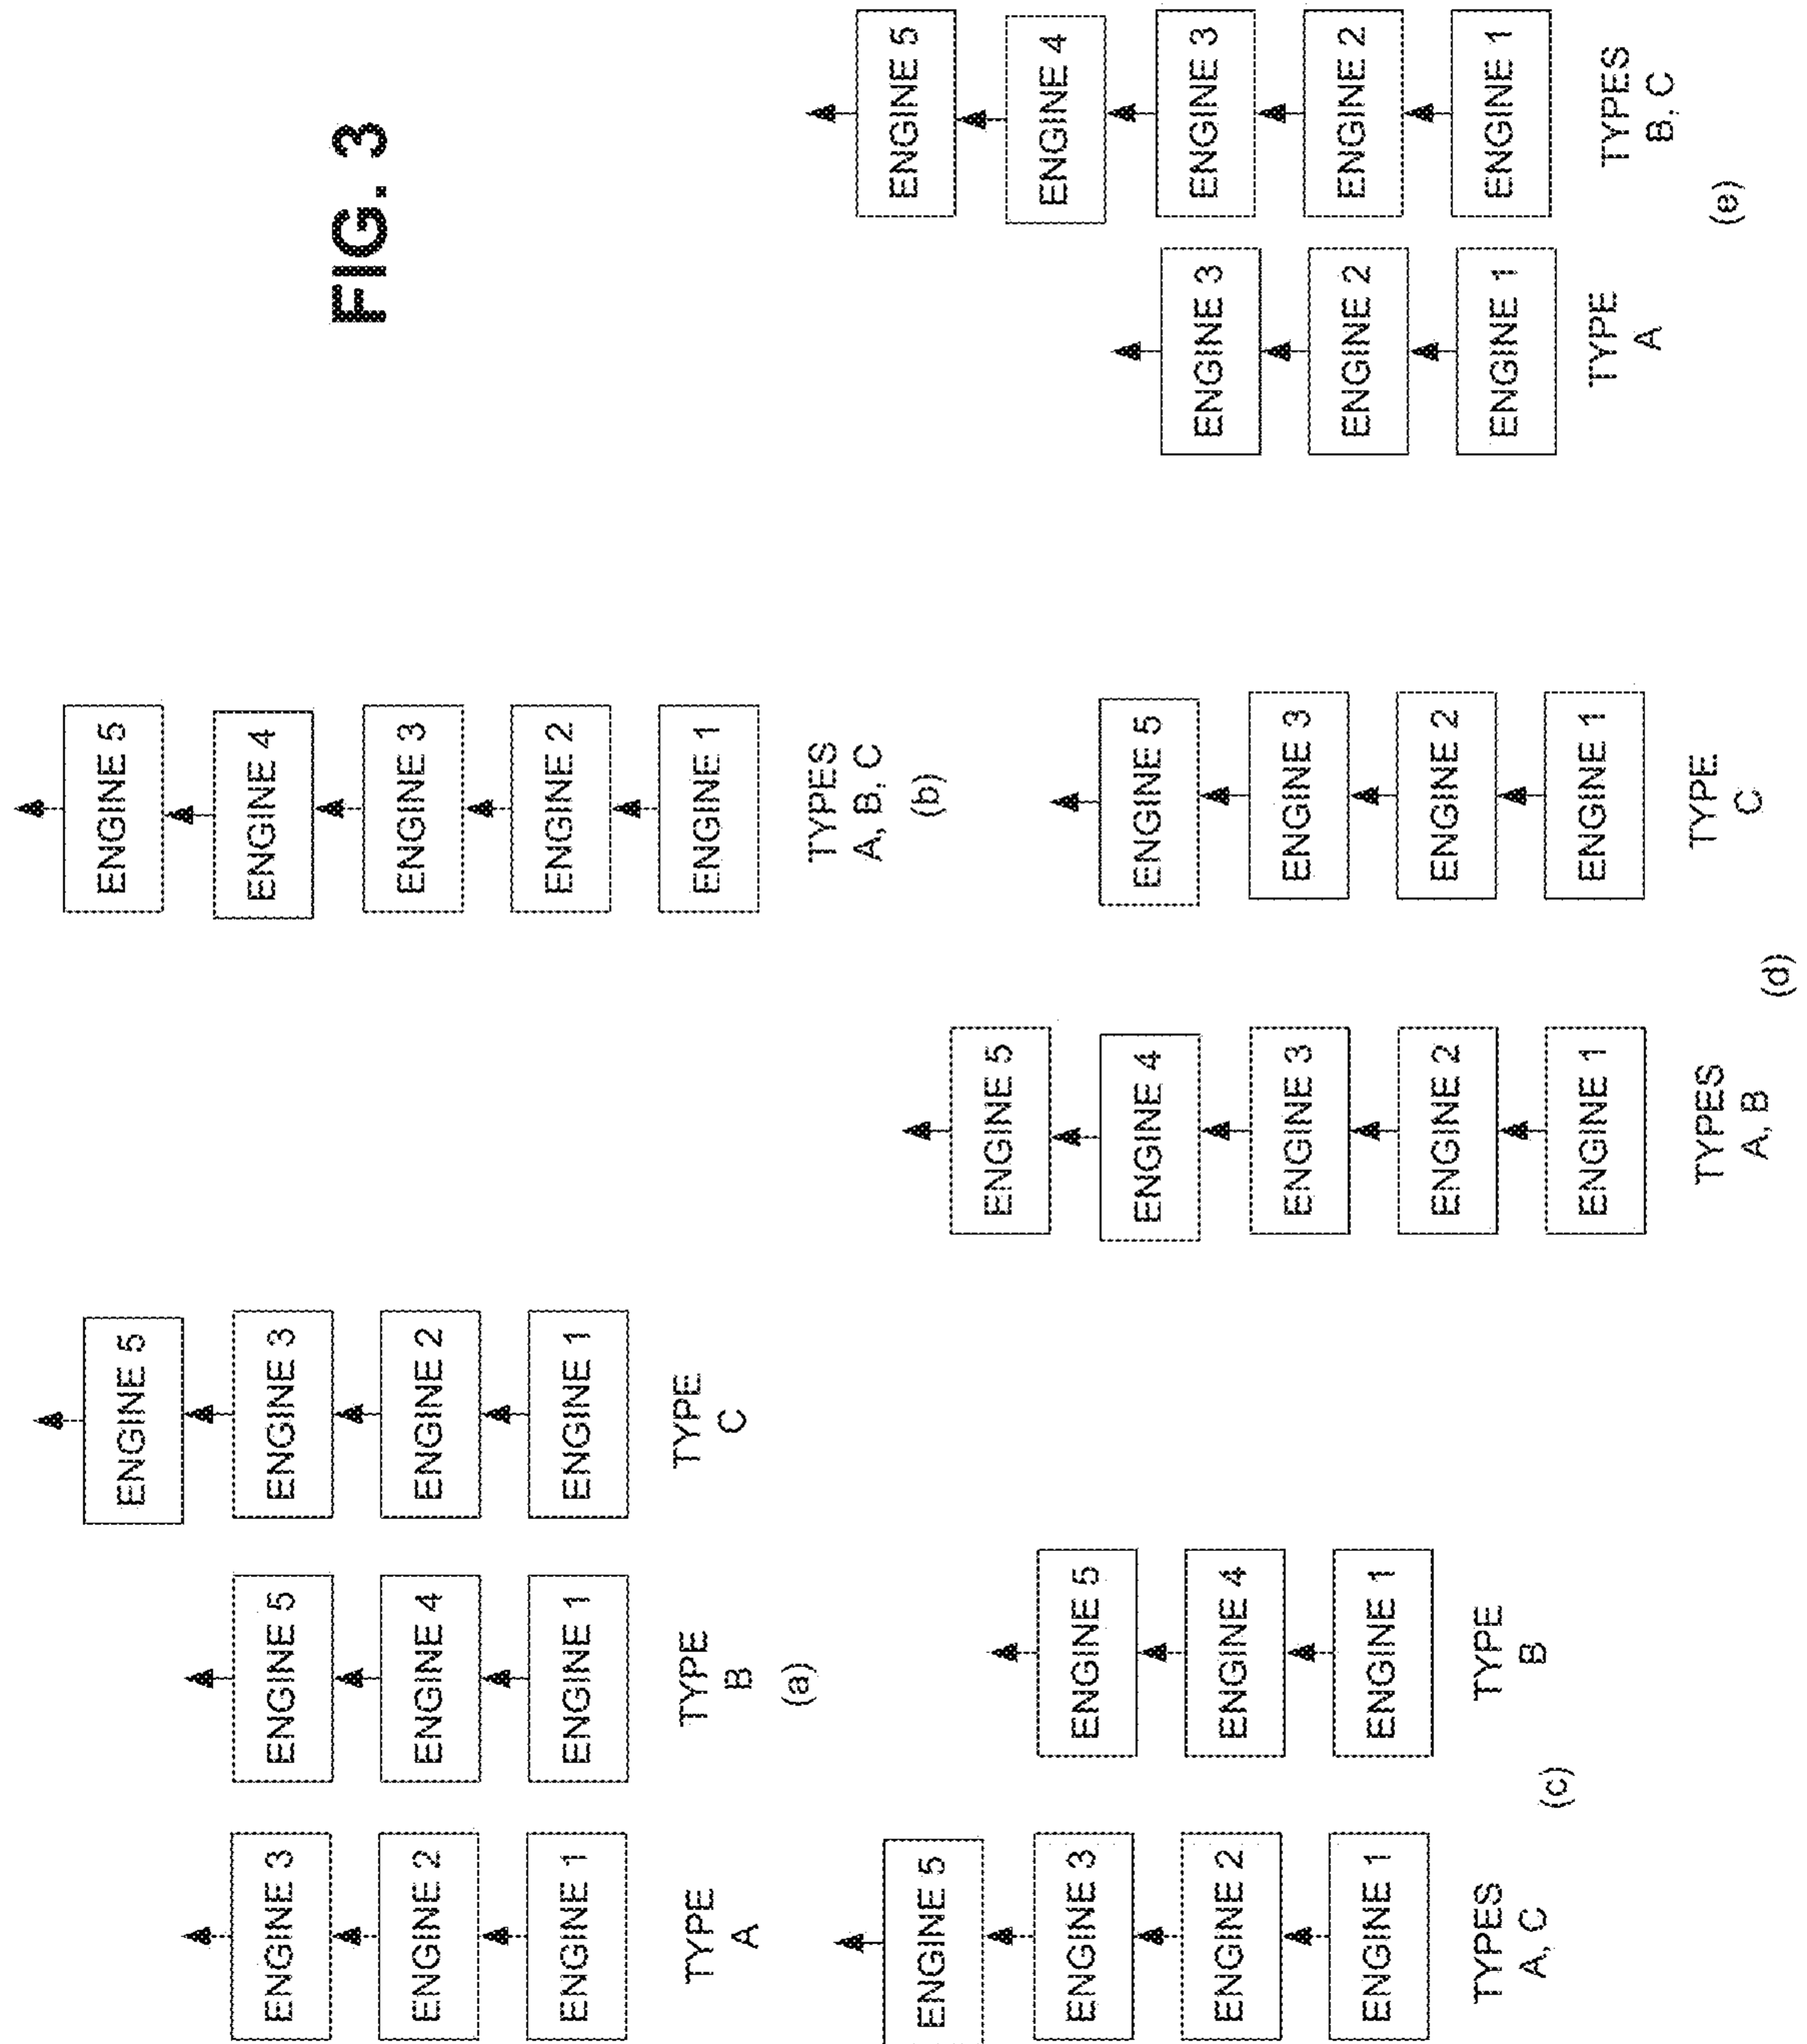 FIG. 3
ENGINE 3
ENGINE 2
ENGINE 1
TYPE
A
ENGINE 5
ENGINE 4
ENGINE 1
TYPE
B
ENGINE 5
ENGINE 3
ENGINE 2
ENGINE 1
TYPE
C
(a)
ENGINE 5
ENGINE 4
ENGINE 3
ENGINE 2
ENGINE 1
TYPES
A, B, C
(b)
ENGINE 5
ENGINE 3
ENGINE 2
ENGINE 1
TYPES
A, C
ENGINE 5
ENGINE 4
ENGINE 1
TYPE
B
(c)
ENGINE 5
ENGINE 4
ENGINE 3
ENGINE 2
ENGINE 1
TYPES
A, B
ENGINE 5
ENGINE 3
ENGINE 2
ENGINE 1
TYPE
C
(d)
ENGINE 3
ENGINE 2
ENGINE 1
TYPE
A
ENGINE 5
ENGINE 4
ENGINE 3
ENGINE 2
ENGINE 1
TYPES
B, C
(e)